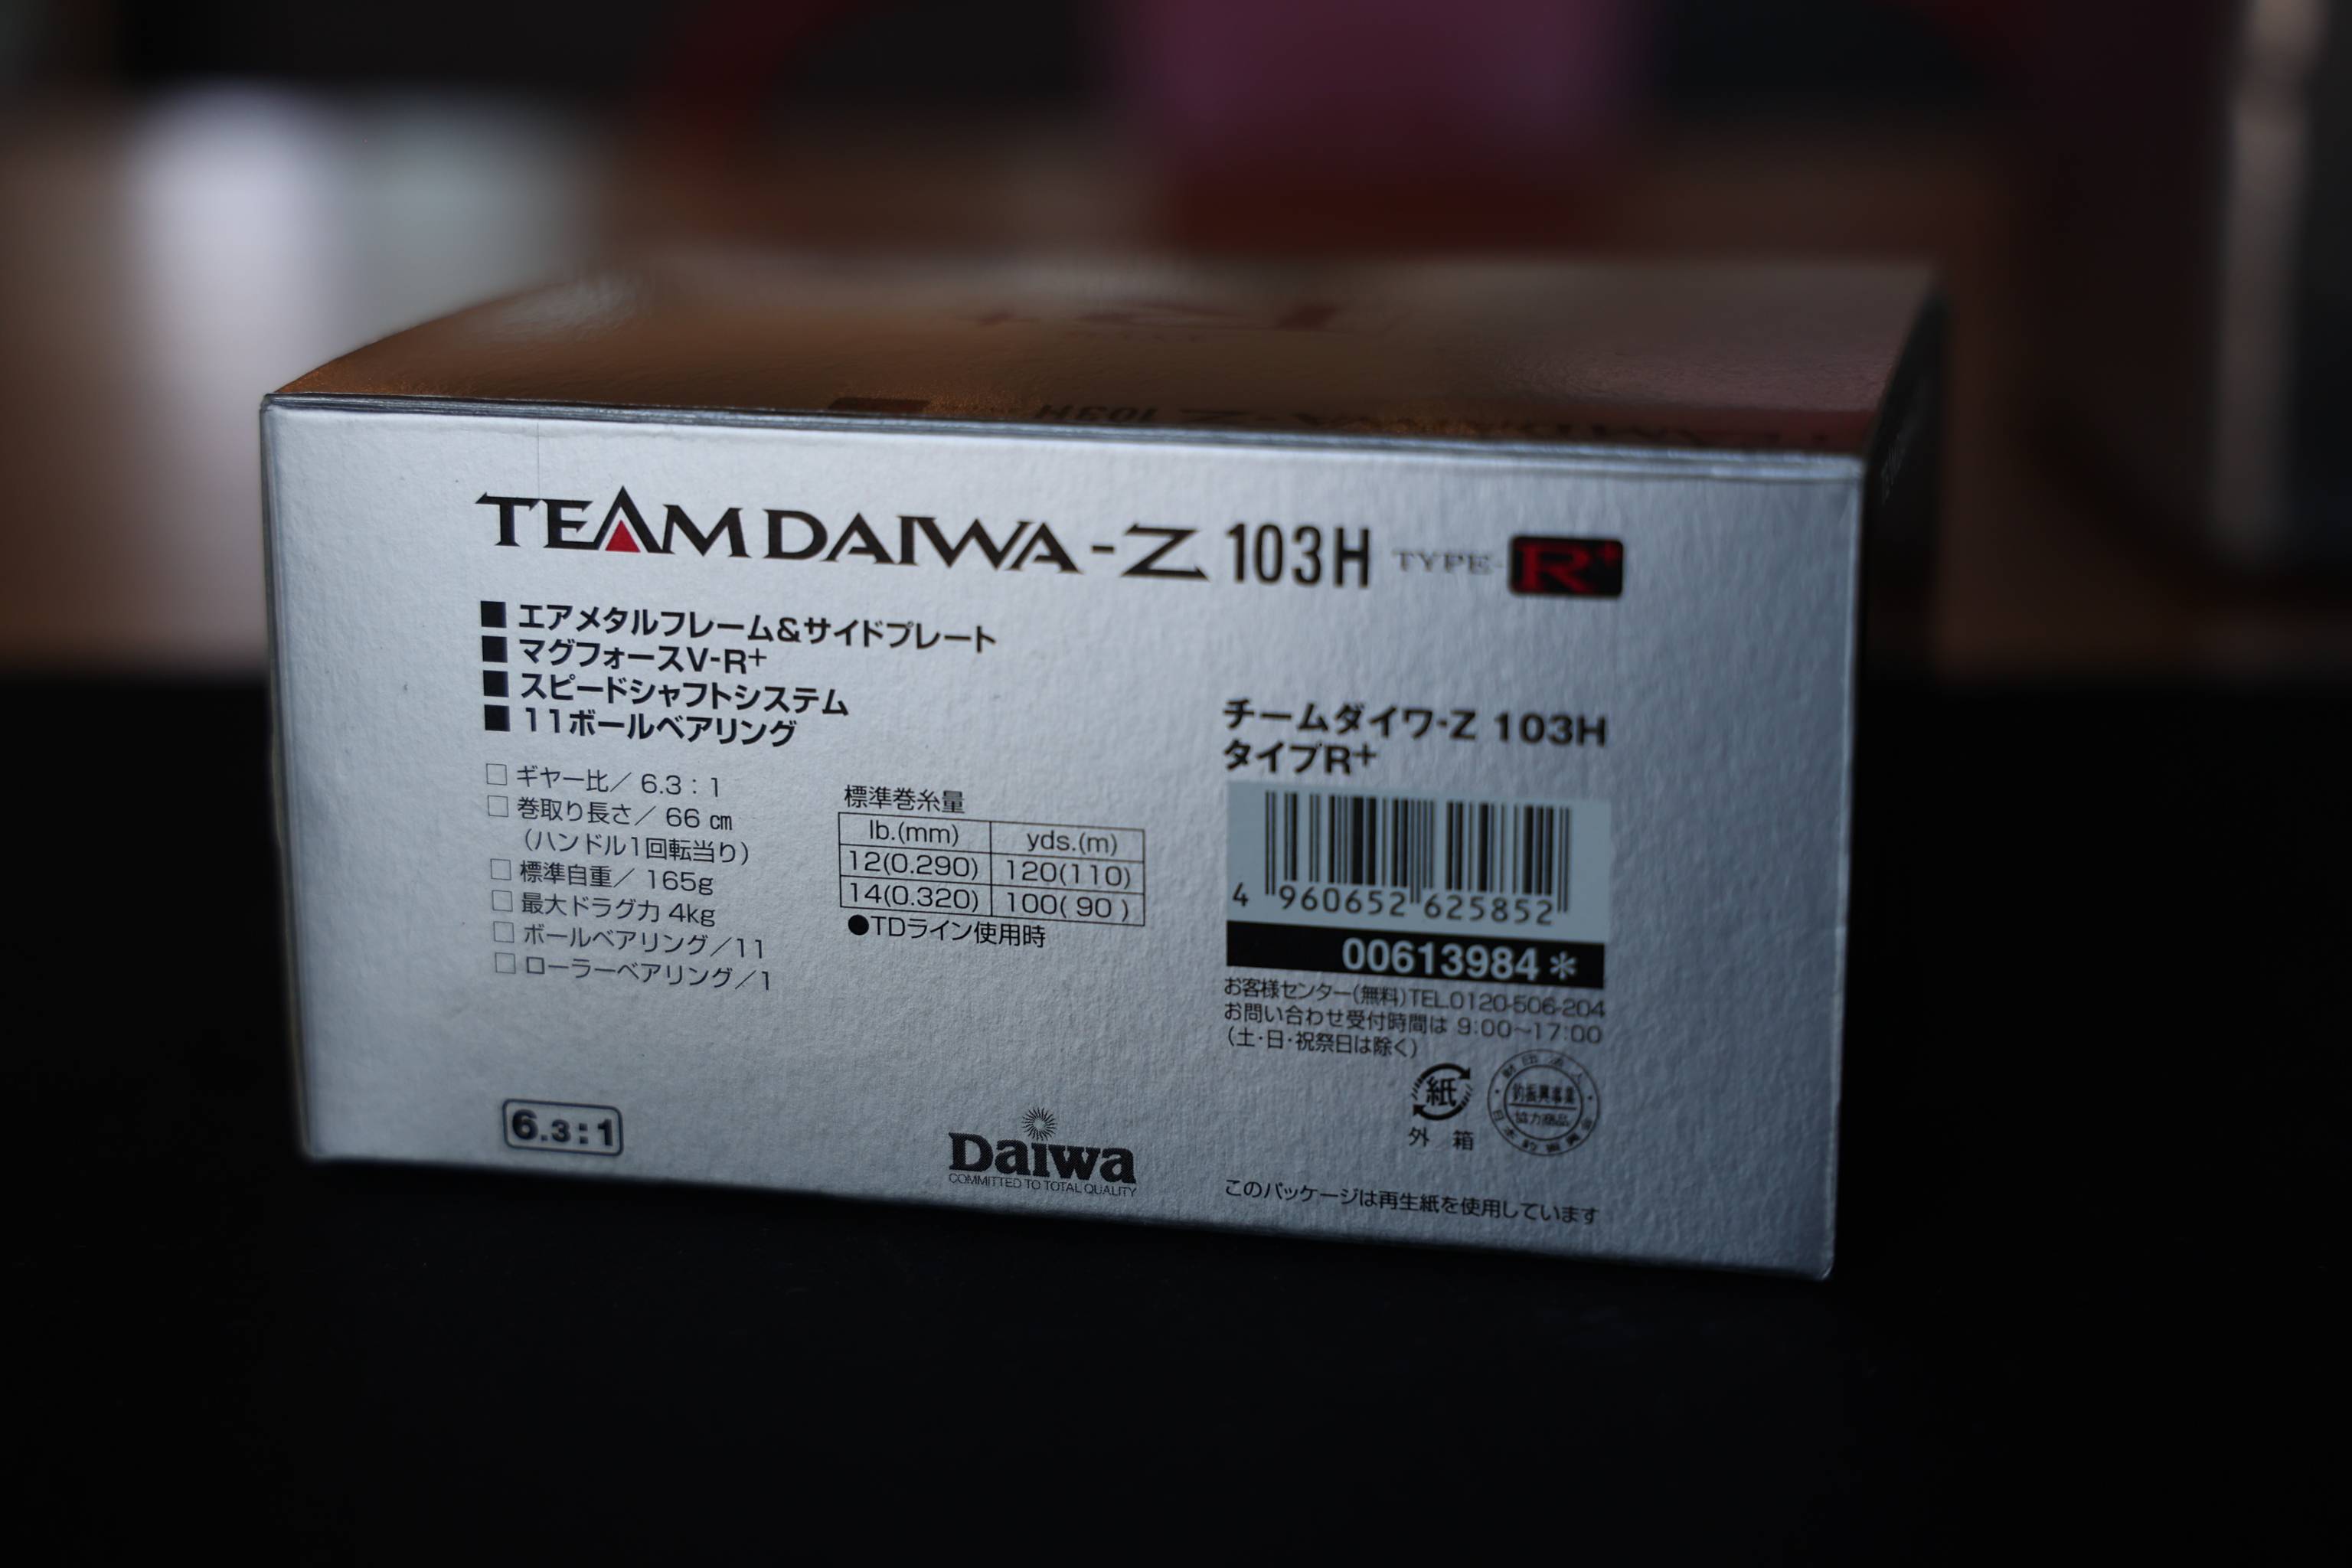 TEAM DAIWA-Z 103H TYPE-R+
■ エアメタルフレーム&サイドプレート
■ マグフォースV-R+
■ スピードシャフトシステム
■ 11ボールベアリング
□ ギヤー比／ 6.3：1
□ 巻取り長さ／ 66 ㎝
（ハンドル1回転当り）
□ 標準自重／ 165g
□ 最大ドラグ力 4kg
□ ボールベアリング／11
□ ローラーベアリング／1
標準巻糸量
lb.(mm) yds.(m)
12(0.290) 120(110)
14(0.320) 100( 90 )
●TDライン使用時
チームダイワ-Z 103H
タイプR+
4 960652 625852
00613984＊
お客様センター(無料)TEL.0120-506-204
お問い合わせ受付時間は 9:00〜17:00
(土・日・祝祭日は除く)
紙
外 箱
釣振興事業
協力商品
6.3:1
Daiwa
COMMITTED TO TOTAL QUALITY
このパッケージは再生紙を使用しています